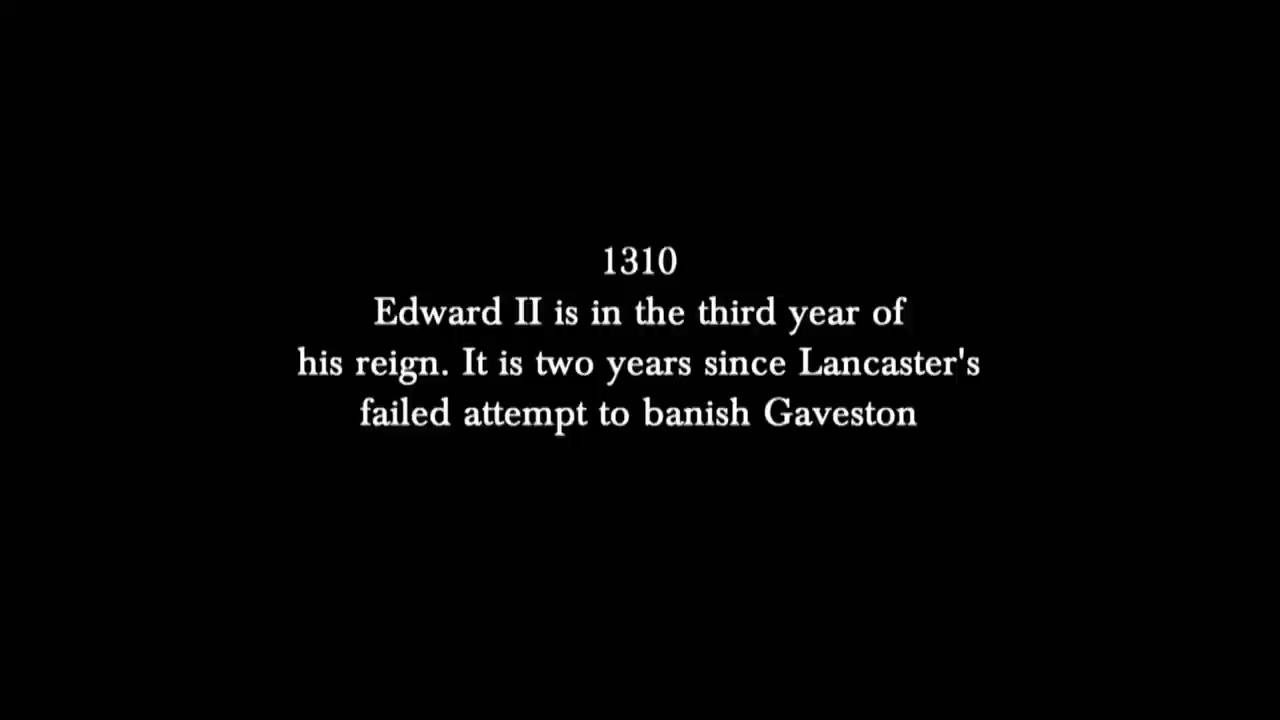 1310
Edward II is in the third year of
his reign. It is two years since Lancaster's
failed attempt to banish Gaveston